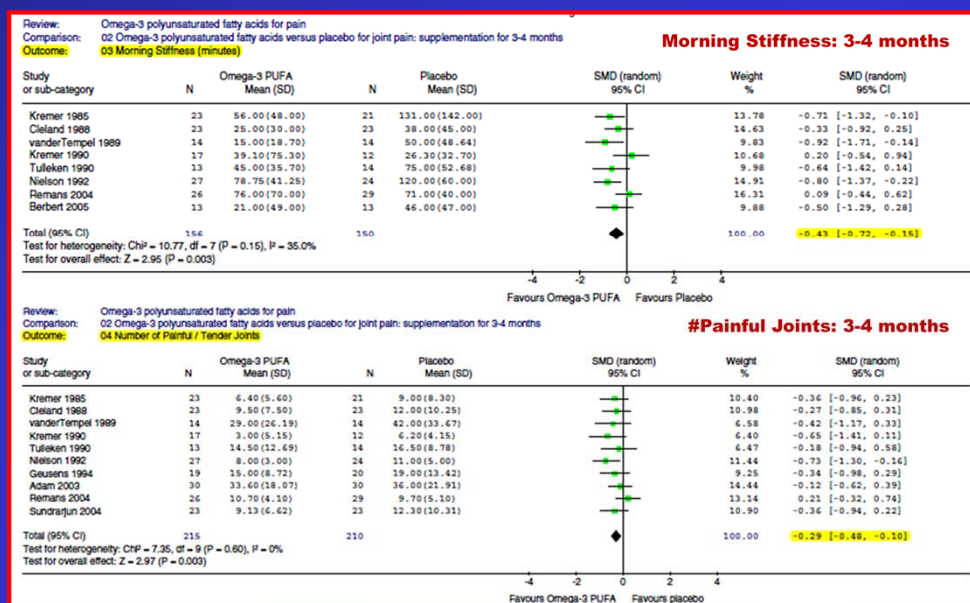 Review: Omega-3 polyunsaturated fatty acids for pain
Comparison: 02 Omega-3 polyunsaturated fatty acids versus placebo for joint pain: supplementation for 3-4 months
Outcome: 03 Morning Stiffness (minutes)
Morning Stiffness: 3-4 months
Study Omega-3 PUFA Placebo SMD (random) Weight SMD (random)
or sub-category N Mean (SD) N Mean (SD) 95% CI % 95% CI
Kremer 1985 23 56.00(48.00) 21 131.00(142.00) 13.78 -0.71 [-1.32, -0.10]
Cleland 1988 23 25.00(30.00) 23 38.00(45.00) 14.63 -0.33 [-0.92, 0.25]
vanderTempel 1989 14 15.00(18.70) 14 50.00(48.64) 9.83 -0.92 [-1.71, -0.14]
Kremer 1990 17 39.10(75.30) 12 26.30(32.70) 10.68 0.20 [-0.54, 0.94]
Tulleken 1990 13 45.00(35.70) 14 75.00(52.68) 9.98 -0.64 [-1.42, 0.14]
Nielson 1992 27 78.75(41.25) 24 120.00(60.00) 14.91 -0.80 [-1.37, -0.22]
Remans 2004 26 76.00(70.00) 29 71.00(40.00) 16.31 0.09 [-0.44, 0.62]
Berbert 2005 13 21.00(49.00) 13 46.00(47.00) 9.88 -0.50 [-1.29, 0.28]
Total (95% CI) 156 150 100.00 -0.43 [-0.72, -0.15]
Test for heterogeneity: Chi² = 10.77, df = 7 (P = 0.15), I² = 35.0%
Test for overall effect: Z = 2.95 (P = 0.003)
-4 -2 0 2 4
Favours Omega-3 PUFA Favours Placebo
Review: Omega-3 polyunsaturated fatty acids for pain
Comparison: 02 Omega-3 polyunsaturated fatty acids versus placebo for joint pain: supplementation for 3-4 months
Outcome: 04 Number of Painful / Tender Joints
#Painful Joints: 3-4 months
Study Omega-3 PUFA Placebo SMD (random) Weight SMD (random)
or sub-category N Mean (SD) N Mean (SD) 95% CI % 95% CI
Kremer 1985 23 6.40(5.60) 21 9.00(8.30) 10.40 -0.36 [-0.96, 0.23]
Cleland 1988 23 9.50(7.50) 23 12.00(10.25) 10.98 -0.27 [-0.85, 0.31]
vanderTempel 1989 14 29.00(26.19) 14 42.00(33.67) 6.58 -0.42 [-1.17, 0.33]
Kremer 1990 17 3.00(5.15) 12 6.20(4.15) 6.40 -0.65 [-1.41, 0.11]
Tulleken 1990 13 14.50(12.69) 14 16.50(8.78) 6.47 -0.18 [-0.94, 0.58]
Nielson 1992 27 8.00(3.00) 24 11.00(5.00) 11.44 -0.73 [-1.30, -0.16]
Geusens 1994 19 15.00(8.72) 20 19.00(13.42) 9.25 -0.34 [-0.98, 0.29]
Adam 2003 30 33.60(18.07) 30 36.00(21.91) 14.44 -0.12 [-0.62, 0.39]
Remans 2004 26 10.70(4.10) 29 9.70(5.10) 13.14 0.21 [-0.32, 0.74]
Sundrarjun 2004 23 9.13(6.62) 23 12.30(10.31) 10.90 -0.36 [-0.94, 0.22]
Total (95% CI) 215 210 100.00 -0.29 [-0.48, -0.10]
Test for heterogeneity: Chi² = 7.35, df = 9 (P = 0.60), I² = 0%
Test for overall effect: Z = 2.97 (P = 0.003)
-4 -2 0 2 4
Favours Omega-3 PUFA Favours placebo